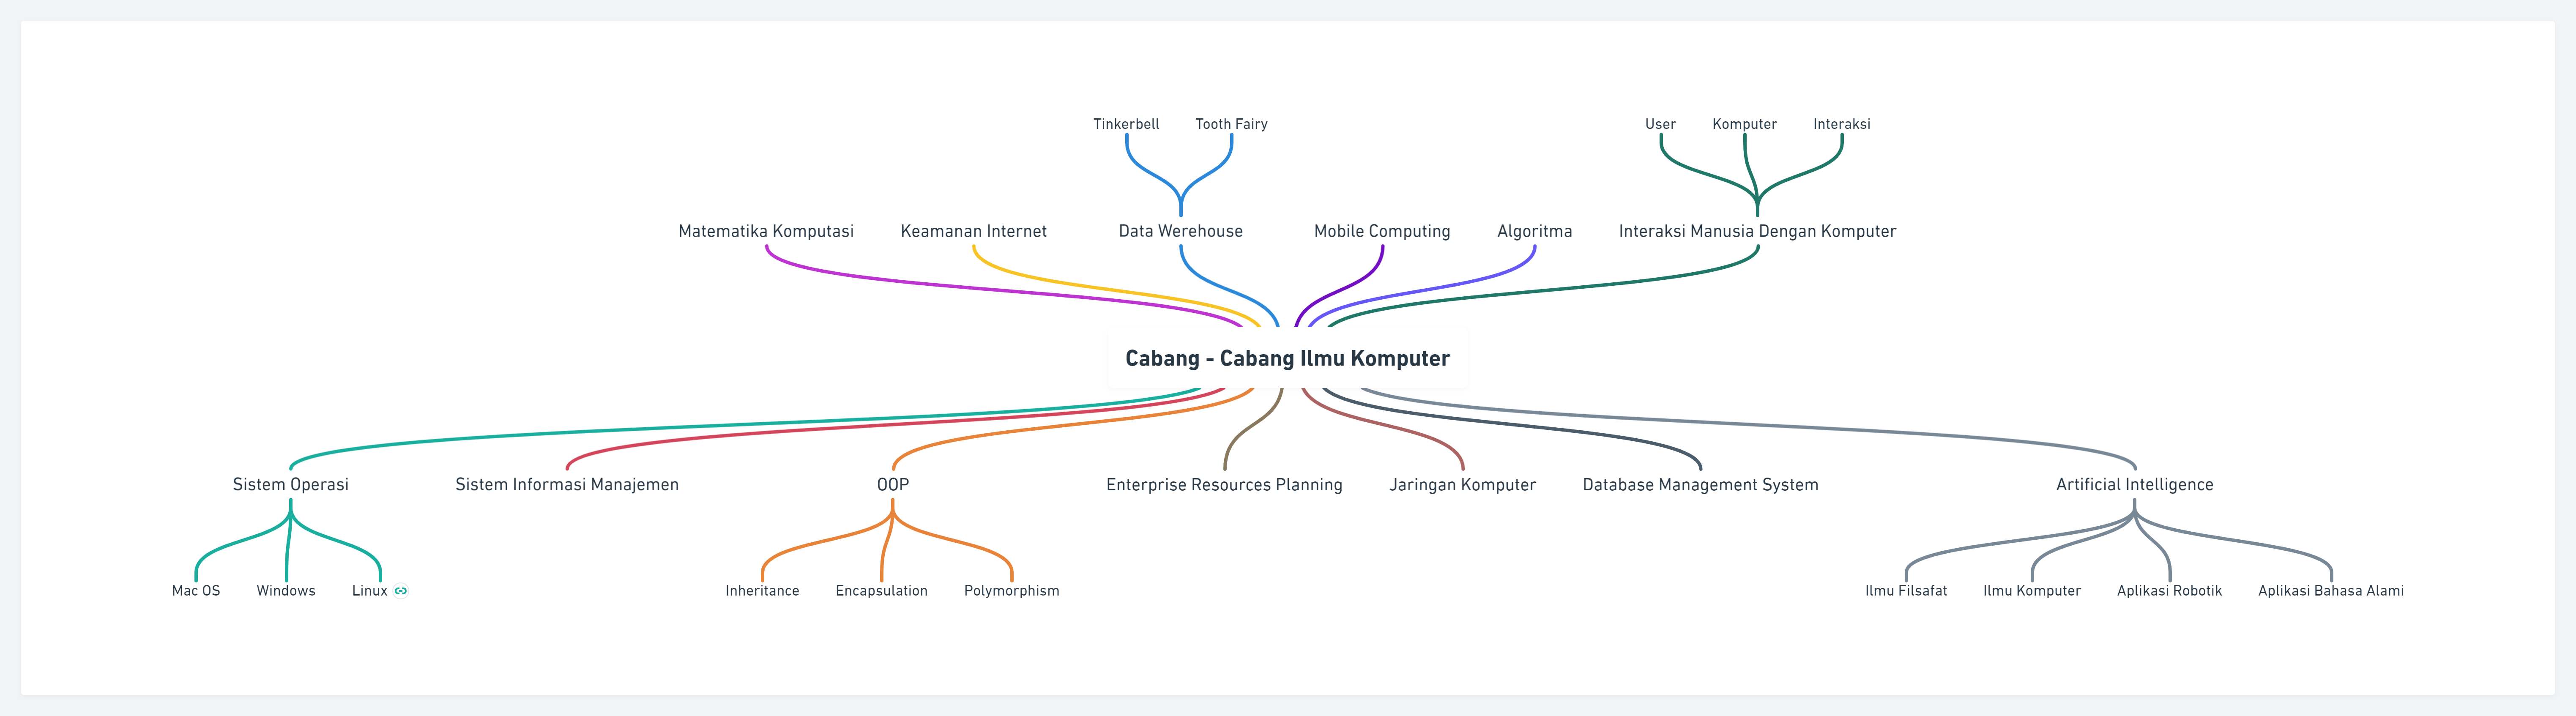 Tinkerbell
Tooth Fairy
User
Komputer
Interaksi
Matematika Komputasi
Keamanan Internet
Data Werehouse
Mobile Computing
Algoritma
Interaksi Manusia Dengan Komputer
Cabang - Cabang Ilmu Komputer
Sistem Operasi
Sistem Informasi Manajemen
OOP
Enterprise Resources Planning
Jaringan Komputer
Database Management System
Artificial Intelligence
Mac OS
Windows
Linux
Inheritance
Encapsulation
Polymorphism
Ilmu Filsafat
Ilmu Komputer
Aplikasi Robotik
Aplikasi Bahasa Alami